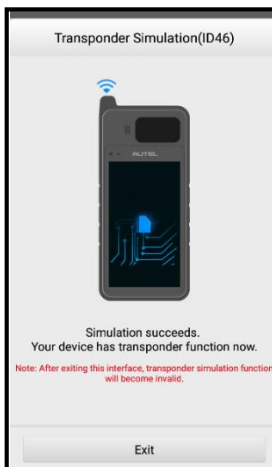 Transponder Simulation(ID46)
AUTEL
Simulation succeeds.
Your device has transponder function now.
Note: After exiting this interface, transponder simulation function
will become invalid.
Exit